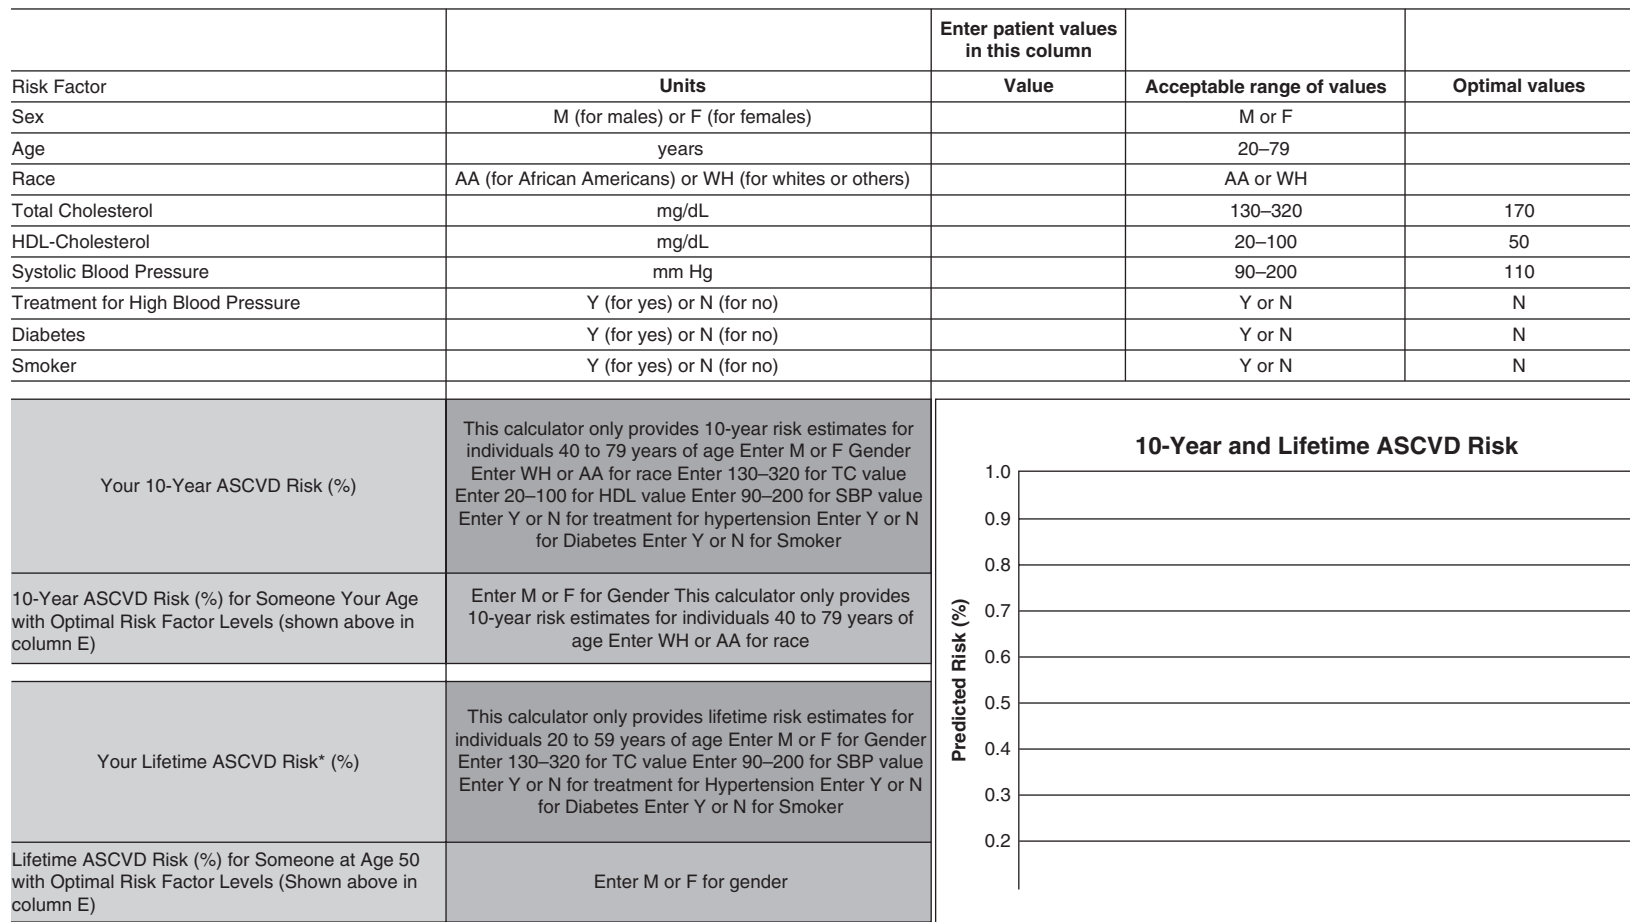 Enter patient values
in this column
Risk Factor Units Value Acceptable range of values Optimal values
Sex M (for males) or F (for females) M or F
Age years 20–79
Race AA (for African Americans) or WH (for whites or others) AA or WH
Total Cholesterol mg/dL 130–320 170
HDL-Cholesterol mg/dL 20–100 50
Systolic Blood Pressure mm Hg 90–200 110
Treatment for High Blood Pressure Y (for yes) or N (for no) Y or N N
Diabetes Y (for yes) or N (for no) Y or N N
Smoker Y (for yes) or N (for no) Y or N N
Your 10-Year ASCVD Risk (%)
This calculator only provides 10-year risk estimates for
individuals 40 to 79 years of age Enter M or F Gender
Enter WH or AA for race Enter 130–320 for TC value
Enter 20–100 for HDL value Enter 90–200 for SBP value
Enter Y or N for treatment for hypertension Enter Y or N
for Diabetes Enter Y or N for Smoker
10-Year ASCVD Risk (%) for Someone Your Age
with Optimal Risk Factor Levels (shown above in
column E)
Enter M or F for Gender This calculator only provides
10-year risk estimates for individuals 40 to 79 years of
age Enter WH or AA for race
Your Lifetime ASCVD Risk* (%)
This calculator only provides lifetime risk estimates for
individuals 20 to 59 years of age Enter M or F for Gender
Enter 130–320 for TC value Enter 90–200 for SBP value
Enter Y or N for treatment for Hypertension Enter Y or N
for Diabetes Enter Y or N for Smoker
Lifetime ASCVD Risk (%) for Someone at Age 50
with Optimal Risk Factor Levels (Shown above in
column E)
Enter M or F for gender
10-Year and Lifetime ASCVD Risk
Predicted Risk (%)
1.0
0.9
0.8
0.7
0.6
0.5
0.4
0.3
0.2